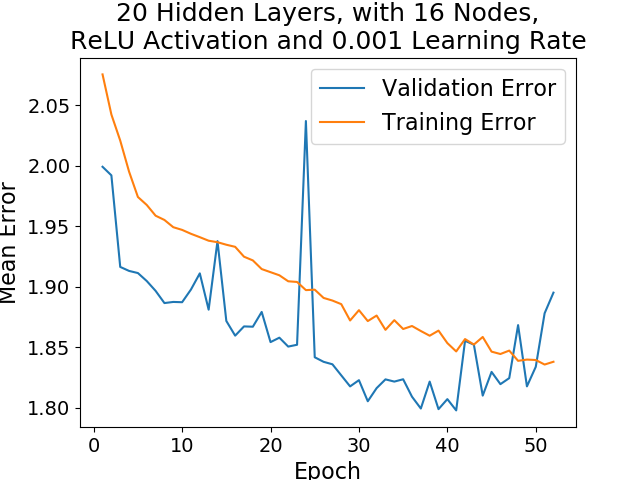 20 Hidden Layers, with 16 Nodes,
ReLU Activation and 0.001 Learning Rate
Validation Error
Training Error
Mean Error
2.05
2.00
1.95
1.90
1.85
1.80
0 10 20 30 40 50
Epoch